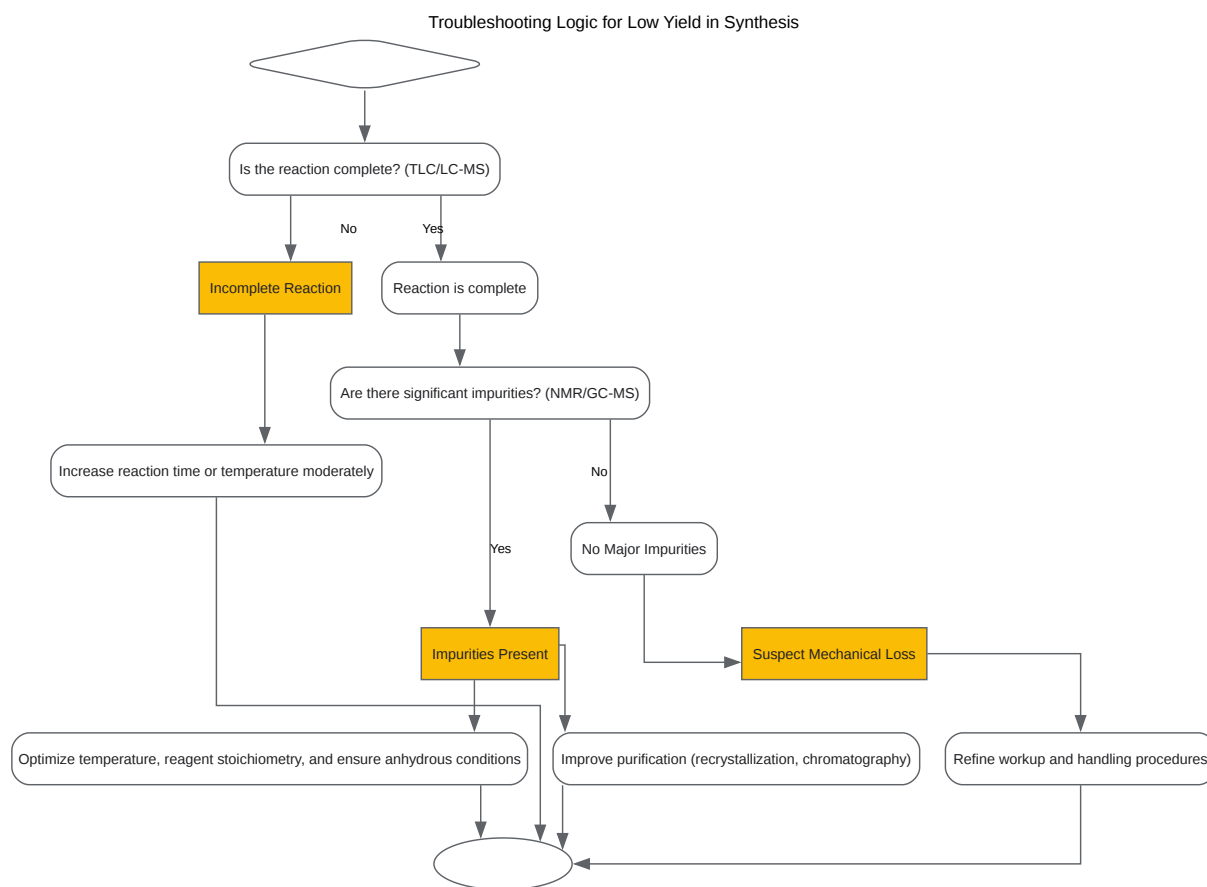 Troubleshooting Logic for Low Yield in Synthesis
Is the reaction complete? (TLC/LC-MS)
No
Yes
Incomplete Reaction
Reaction is complete
Are there significant impurities? (NMR/GC-MS)
Increase reaction time or temperature moderately
No
Yes
No Major Impurities
Impurities Present
Suspect Mechanical Loss
Optimize temperature, reagent stoichiometry, and ensure anhydrous conditions
Improve purification (recrystallization, chromatography)
Refine workup and handling procedures